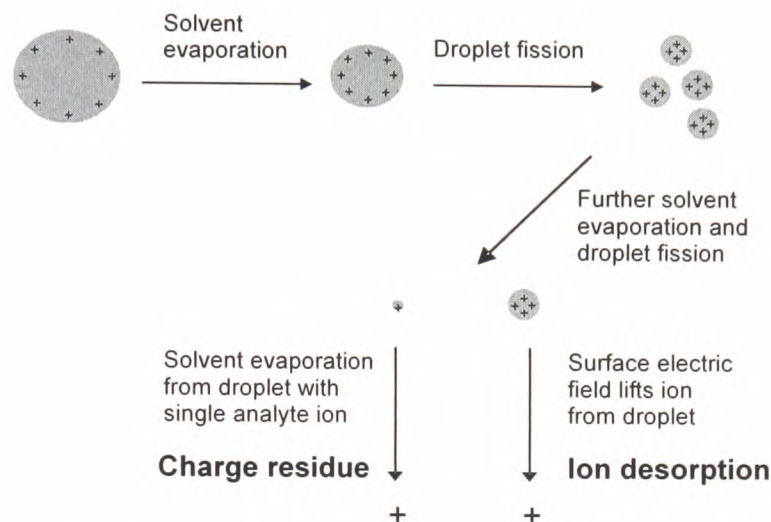 Solvent
evaporation
Droplet fission
Further solvent
evaporation and
droplet fission
Solvent evaporation
from droplet with
single analyte ion
Charge residue
Surface electric
field lifts ion
from droplet
Ion desorption
+
+